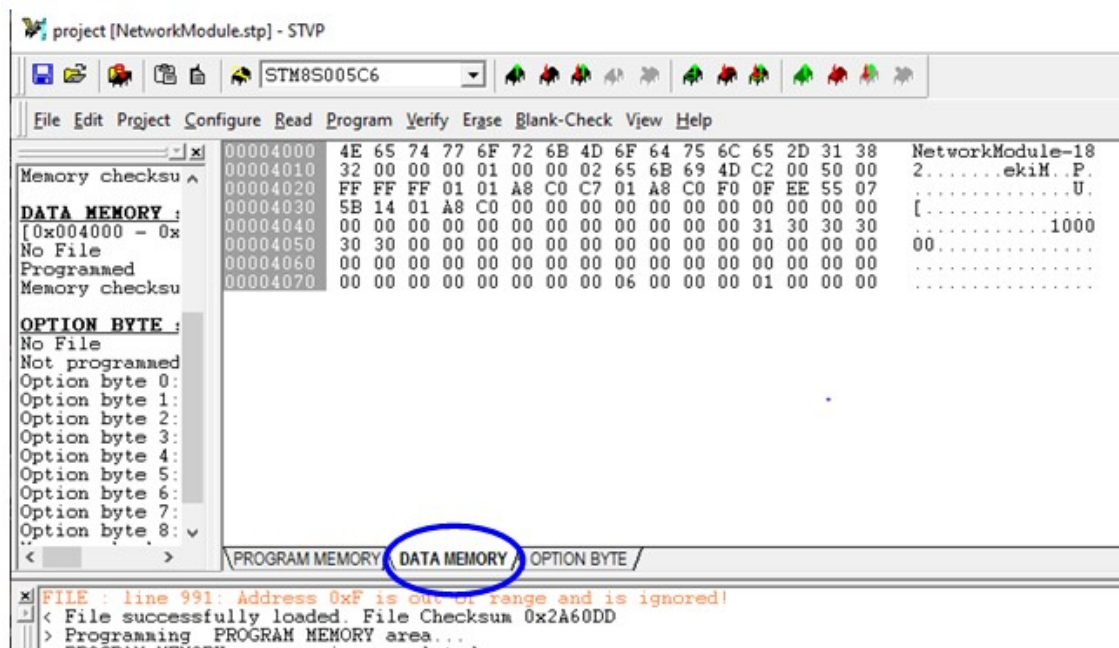 project [NetworkModule.stp] - STVP
STM8S005C6
File Edit Project Configure Read Program Verify Erase Blank-Check View Help
Memory checksu
DATA MEMORY :
[0x004000 - 0x
No File
Programmed
Memory checksu
OPTION BYTE :
No File
Not programmed
Option byte 0:
Option byte 1:
Option byte 2:
Option byte 3:
Option byte 4:
Option byte 5:
Option byte 6:
Option byte 7:
Option byte 8:
00004000 4E 65 74 77 6F 72 6B 4D 6F 64 75 6C 65 2D 31 38 NetworkModule-18
00004010 32 00 00 00 01 00 00 02 65 6B 69 4D C2 00 50 00 2.......ekiM..P.
00004020 FF FF FF 01 01 A8 C0 C7 01 A8 C0 F0 0F EE 55 07 ..............U.
00004030 5B 14 01 A8 C0 00 00 00 00 00 00 00 00 00 00 00 [...............
00004040 00 00 00 00 00 00 00 00 00 00 00 00 31 30 30 30 ............1000
00004050 30 30 00 00 00 00 00 00 00 00 00 00 00 00 00 00 00..............
00004060 00 00 00 00 00 00 00 00 00 00 00 00 00 00 00 00 ................
00004070 00 00 00 00 00 00 00 00 06 00 00 00 01 00 00 00 ................
PROGRAM MEMORY DATA MEMORY OPTION BYTE
FILE : line 991: Address 0xF is out of range and is ignored!
< File successfully loaded. File Checksum 0x2A60DD
> Programming PROGRAM MEMORY area...